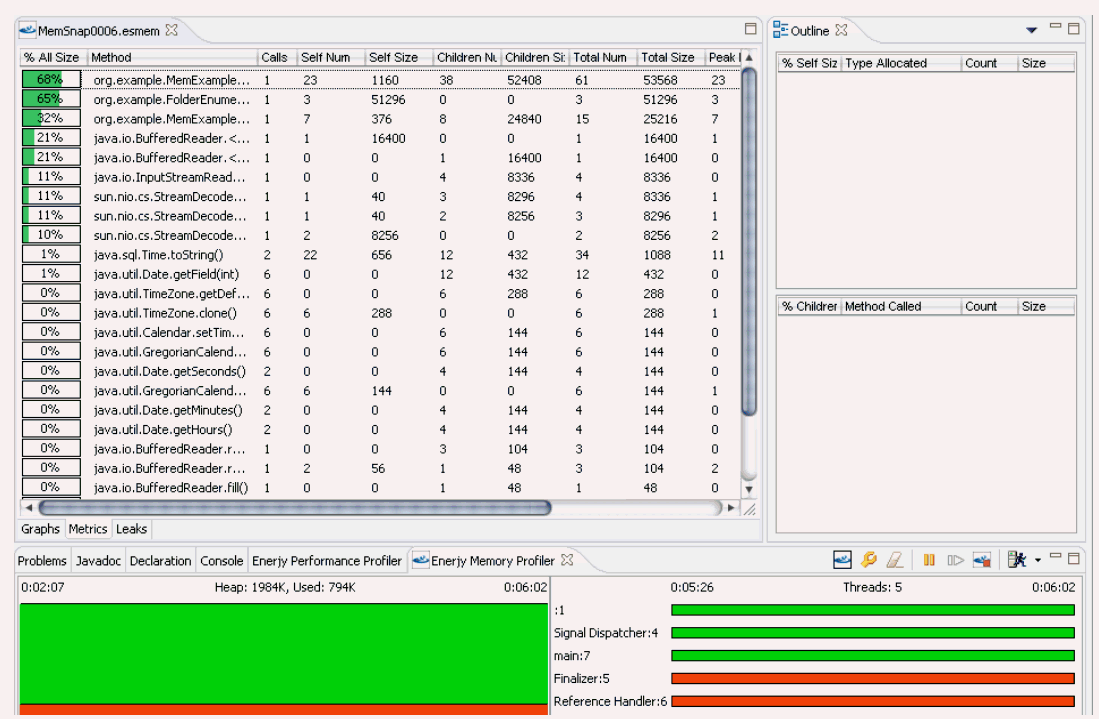 MemSnap0006.esmem
% All Size Method Calls Self Num Self Size Children Nu Children Si Total Num Total Size Peak
68% org.example.MemExample... 1 23 1160 38 52408 61 53568 23
65% org.example.FolderEnume... 1 3 51296 0 0 3 51296 3
32% org.example.MemExample... 1 7 376 8 24840 15 25216 7
21% java.io.BufferedReader.<... 1 1 16400 0 0 1 16400 1
21% java.io.BufferedReader.<... 1 0 0 1 16400 1 16400 0
11% java.io.InputStreamRead... 1 0 0 4 8336 4 8336 0
11% sun.nio.cs.StreamDecode... 1 1 40 3 8296 4 8336 1
11% sun.nio.cs.StreamDecode... 1 1 40 2 8256 3 8296 1
10% sun.nio.cs.StreamDecode... 1 2 8256 0 0 2 8256 2
1% java.sql.Time.toString() 2 22 656 12 432 34 1088 11
1% java.util.Date.getField(int) 6 0 0 12 432 12 432 0
0% java.util.TimeZone.getDef... 6 0 0 6 288 6 288 0
0% java.util.TimeZone.clone() 6 6 288 0 0 6 288 1
0% java.util.Calendar.setTim... 6 0 0 6 144 6 144 0
0% java.util.GregorianCalend... 6 0 0 6 144 6 144 0
0% java.util.Date.getSeconds() 2 0 0 4 144 4 144 0
0% java.util.GregorianCalend... 6 6 144 0 0 6 144 1
0% java.util.Date.getMinutes() 2 0 0 4 144 4 144 0
0% java.util.Date.getHours() 2 0 0 4 144 4 144 0
0% java.io.BufferedReader.r... 1 0 0 3 104 3 104 0
0% java.io.BufferedReader.r... 1 2 56 1 48 3 104 2
0% java.io.BufferedReader.fill() 1 0 0 1 48 1 48 0
Graphs Metrics Leaks
Outline
% Self Siz Type Allocated Count Size
% Childrer Method Called Count Size
Problems Javadoc Declaration Console Enerjy Performance Profiler Enerjy Memory Profiler
0:02:07 Heap: 1984K, Used: 794K 0:06:02
0:05:26 Threads: 5 0:06:02
:1
Signal Dispatcher:4
main:7
Finalizer:5
Reference Handler:6